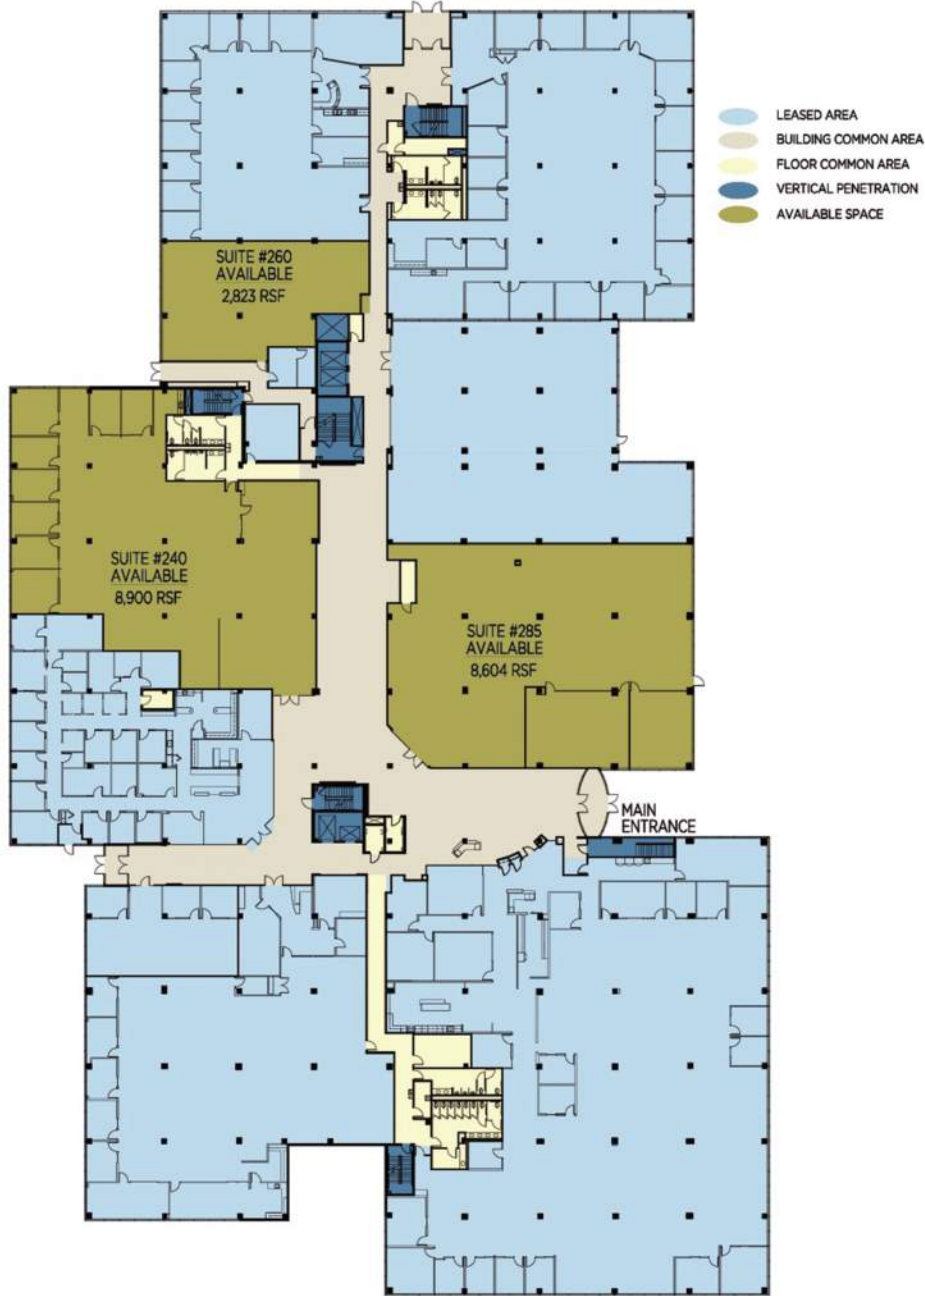 LEASED AREA
BUILDING COMMON AREA
FLOOR COMMON AREA
VERTICAL PENETRATION
AVAILABLE SPACE
SUITE #260
AVAILABLE
2,823 RSF
SUITE #240
AVAILABLE
8,900 RSF
SUITE #285
AVAILABLE
8,604 RSF
MAIN
ENTRANCE